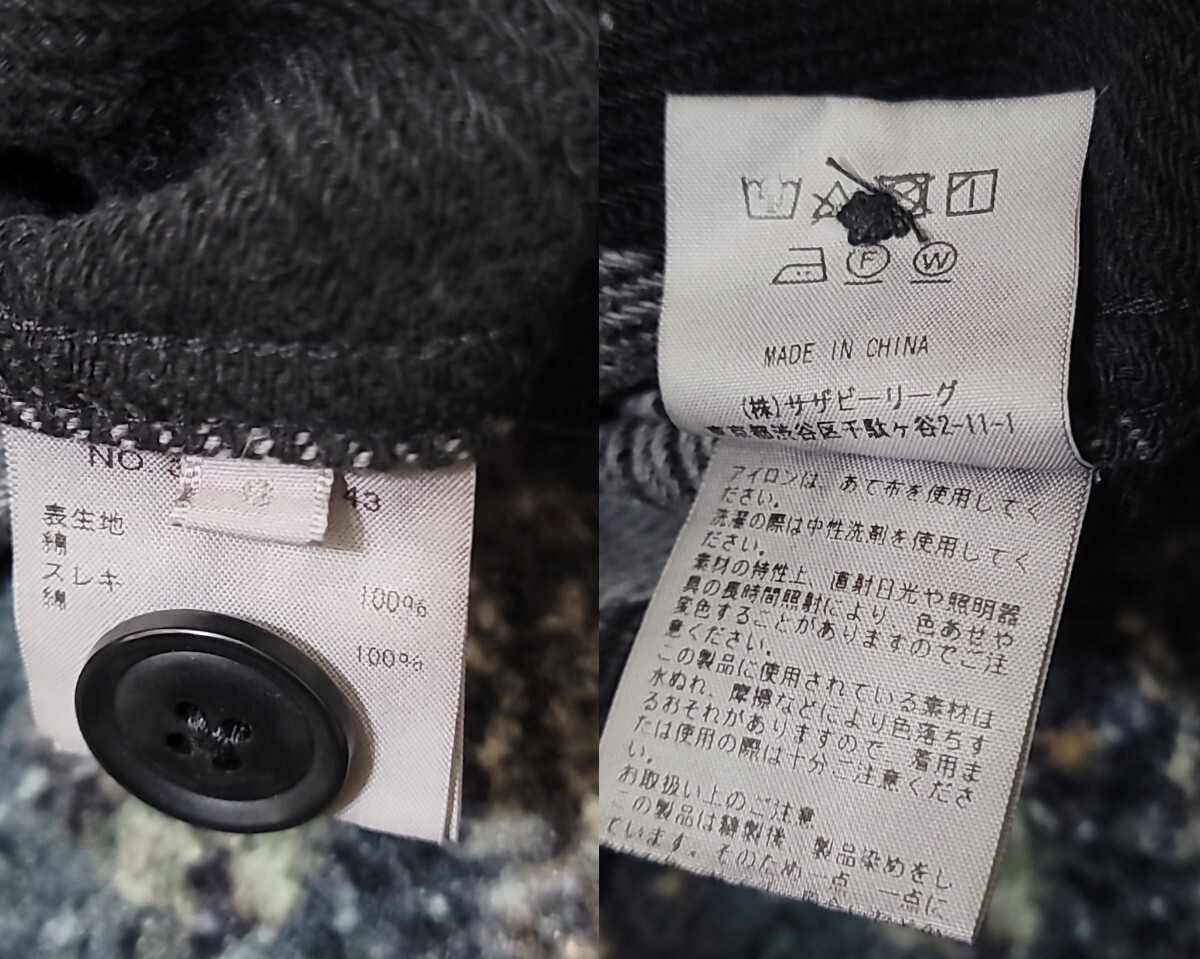 NO
43
表生地
綿
100%
スレキ
綿
100%
F
W
MADE IN CHINA
(株)サザビーリーグ
東京都渋谷区千駄ヶ谷2-11-1
アイロンは、あて布を使用してく
ださい。
洗濯の際は中性洗剤を使用してく
ださい。
素材の特性上 直射日光や照明器
具の長時間照射により 色あせや
変色することがありますのでご注
意ください。
この製品に使用されている素材は
水ぬれ、摩擦などにより色落ちす
るおそれがありますので 着用ま
たは使用の際は十分ご注意くださ
い。
お取扱い上のご注意
この製品は縫製後 製品染めをし
ています。そのため一点 一点に